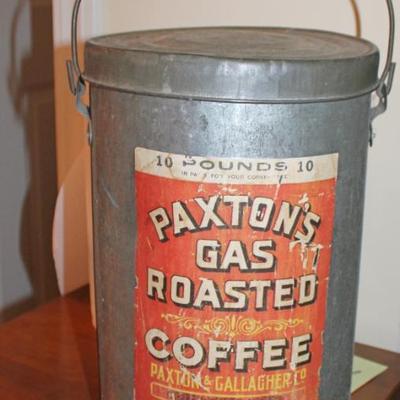 10 POUNDS 10
PAXTON'S
GAS
ROASTED
COFFEE
PAXTON & GALLAGHER CO